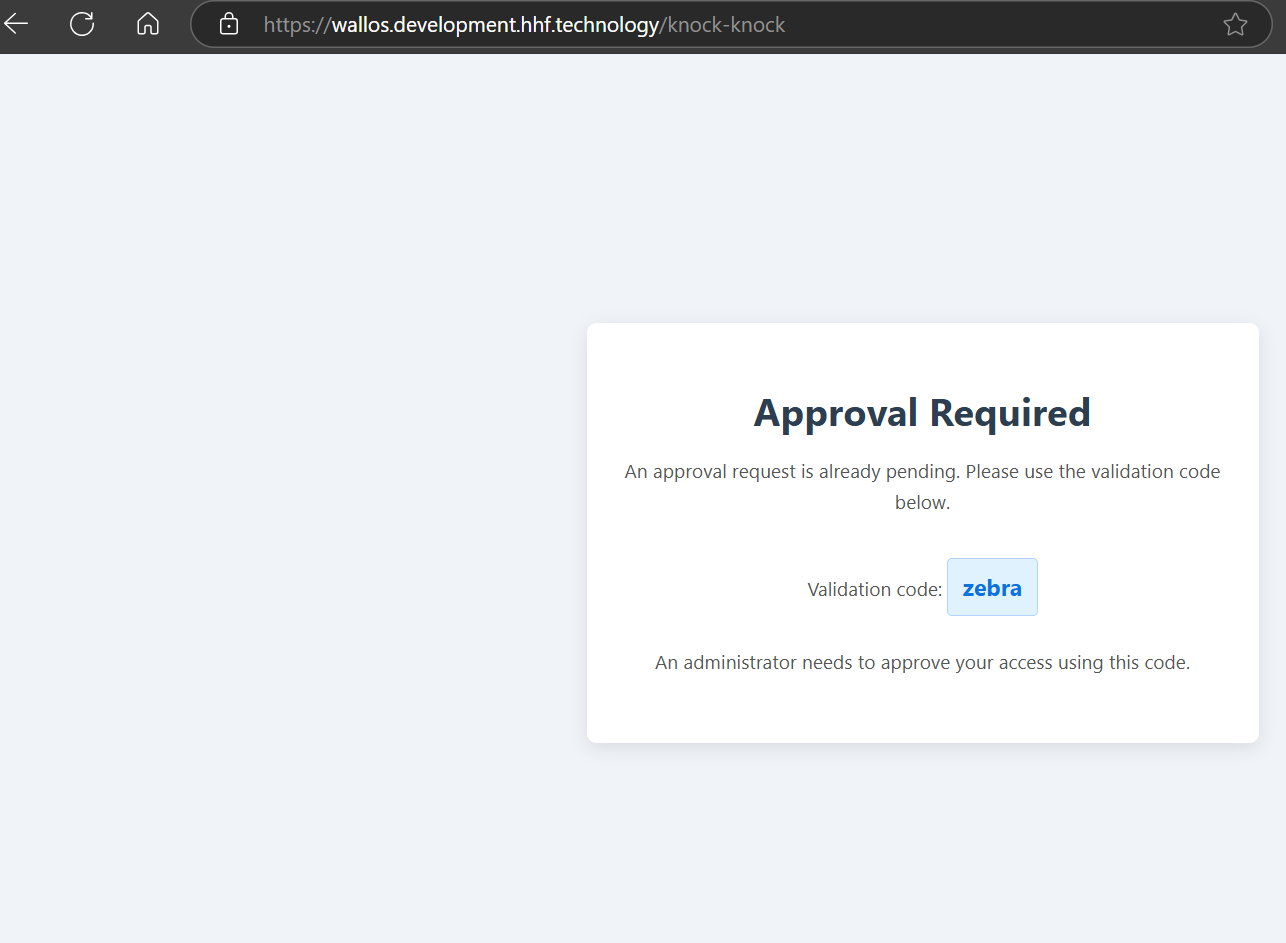 https://wallos.development.hhf.technology/knock-knock
Approval Required
An approval request is already pending. Please use the validation code
below.
Validation code: zebra
An administrator needs to approve your access using this code.